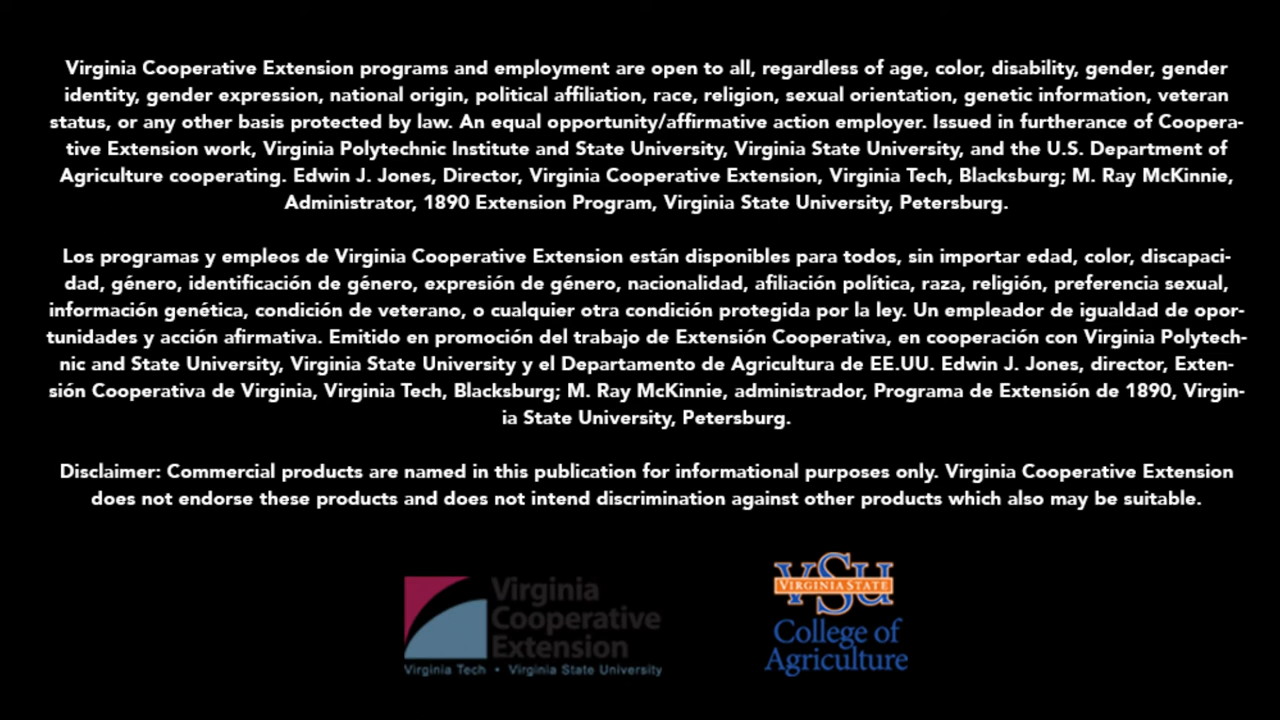 Virginia Cooperative Extension programs and employment are open to all, regardless of age, color, disability, gender, gender
identity, gender expression, national origin, political affiliation, race, religion, sexual orientation, genetic information, veteran
status, or any other basis protected by law. An equal opportunity/affirmative action employer. Issued in furtherance of Coopera-
tive Extension work, Virginia Polytechnic Institute and State University, Virginia State University, and the U.S. Department of
Agriculture cooperating. Edwin J. Jones, Director, Virginia Cooperative Extension, Virginia Tech, Blacksburg; M. Ray McKinnie,
Administrator, 1890 Extension Program, Virginia State University, Petersburg.
Los programas y empleos de Virginia Cooperative Extension están disponibles para todos, sin importar edad, color, discapaci-
dad, género, identificación de género, expresión de género, nacionalidad, afiliación política, raza, religión, preferencia sexual,
información genética, condición de veterano, o cualquier otra condición protegida por la ley. Un empleador de igualdad de opor-
tunidades y acción afirmativa. Emitido en promoción del trabajo de Extensión Cooperativa, en cooperación con Virginia Polytech-
nic and State University, Virginia State University y el Departamento de Agricultura de EE.UU. Edwin J. Jones, director, Exten-
sión Cooperativa de Virginia, Virginia Tech, Blacksburg; M. Ray McKinnie, administrador, Programa de Extensión de 1890, Virgin-
ia State University, Petersburg.
Disclaimer: Commercial products are named in this publication for informational purposes only. Virginia Cooperative Extension
does not endorse these products and does not intend discrimination against other products which also may be suitable.
Virginia
Cooperative
Extension
Virginia Tech • Virginia State University
VSU
VIRGINIA STATE
College of
Agriculture